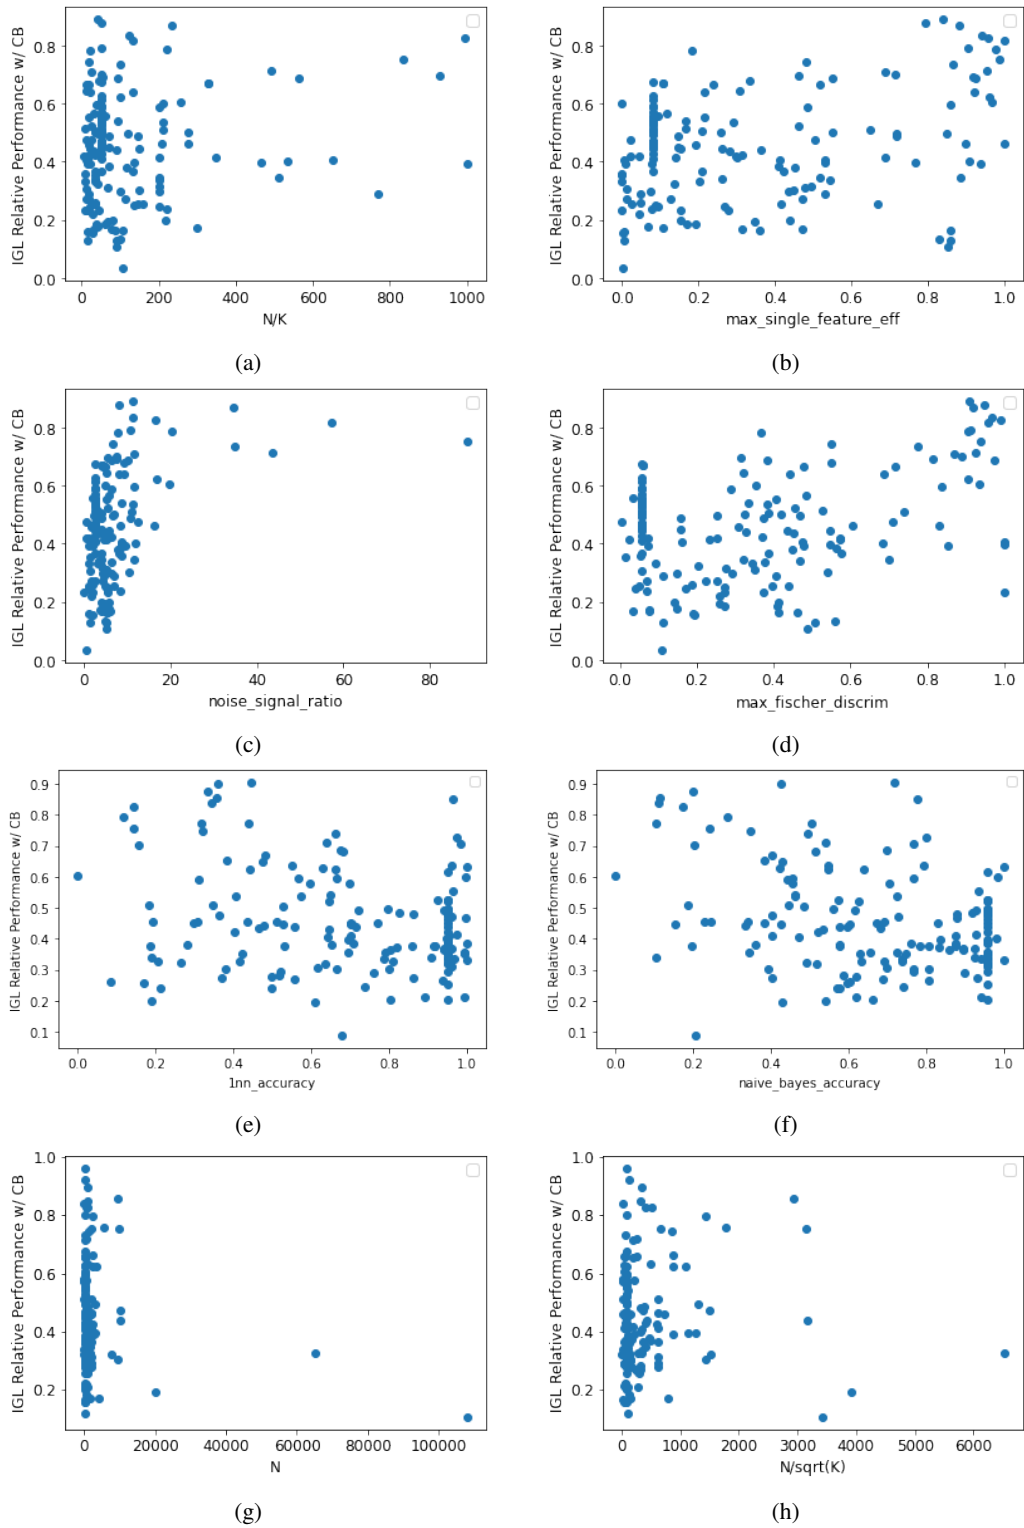 IGL Relative Performance w/ CB
0.8
0.6
0.4
0.2
0.0
0 200 400 600 800 1000
N/K
(a)
IGL Relative Performance w/ CB
0.8
0.6
0.4
0.2
0.0
0.0 0.2 0.4 0.6 0.8 1.0
max_single_feature_eff
(b)
IGL Relative Performance w/ CB
0.8
0.6
0.4
0.2
0.0
0 20 40 60 80
noise_signal_ratio
(c)
IGL Relative Performance w/ CB
0.8
0.6
0.4
0.2
0.0
0.0 0.2 0.4 0.6 0.8 1.0
max_fischer_discrim
(d)
IGL Relative Performance w/ CB
0.9
0.8
0.7
0.6
0.5
0.4
0.3
0.2
0.1
0.0 0.2 0.4 0.6 0.8 1.0
1nn_accuracy
(e)
IGL Relative Performance w/ CB
0.9
0.8
0.7
0.6
0.5
0.4
0.3
0.2
0.1
0.0 0.2 0.4 0.6 0.8 1.0
naive_bayes_accuracy
(f)
IGL Relative Performance w/ CB
1.0
0.8
0.6
0.4
0.2
0 20000 40000 60000 80000 100000
N
(g)
IGL Relative Performance w/ CB
1.0
0.8
0.6
0.4
0.2
0 1000 2000 3000 4000 5000 6000
N/sqrt(K)
(h)